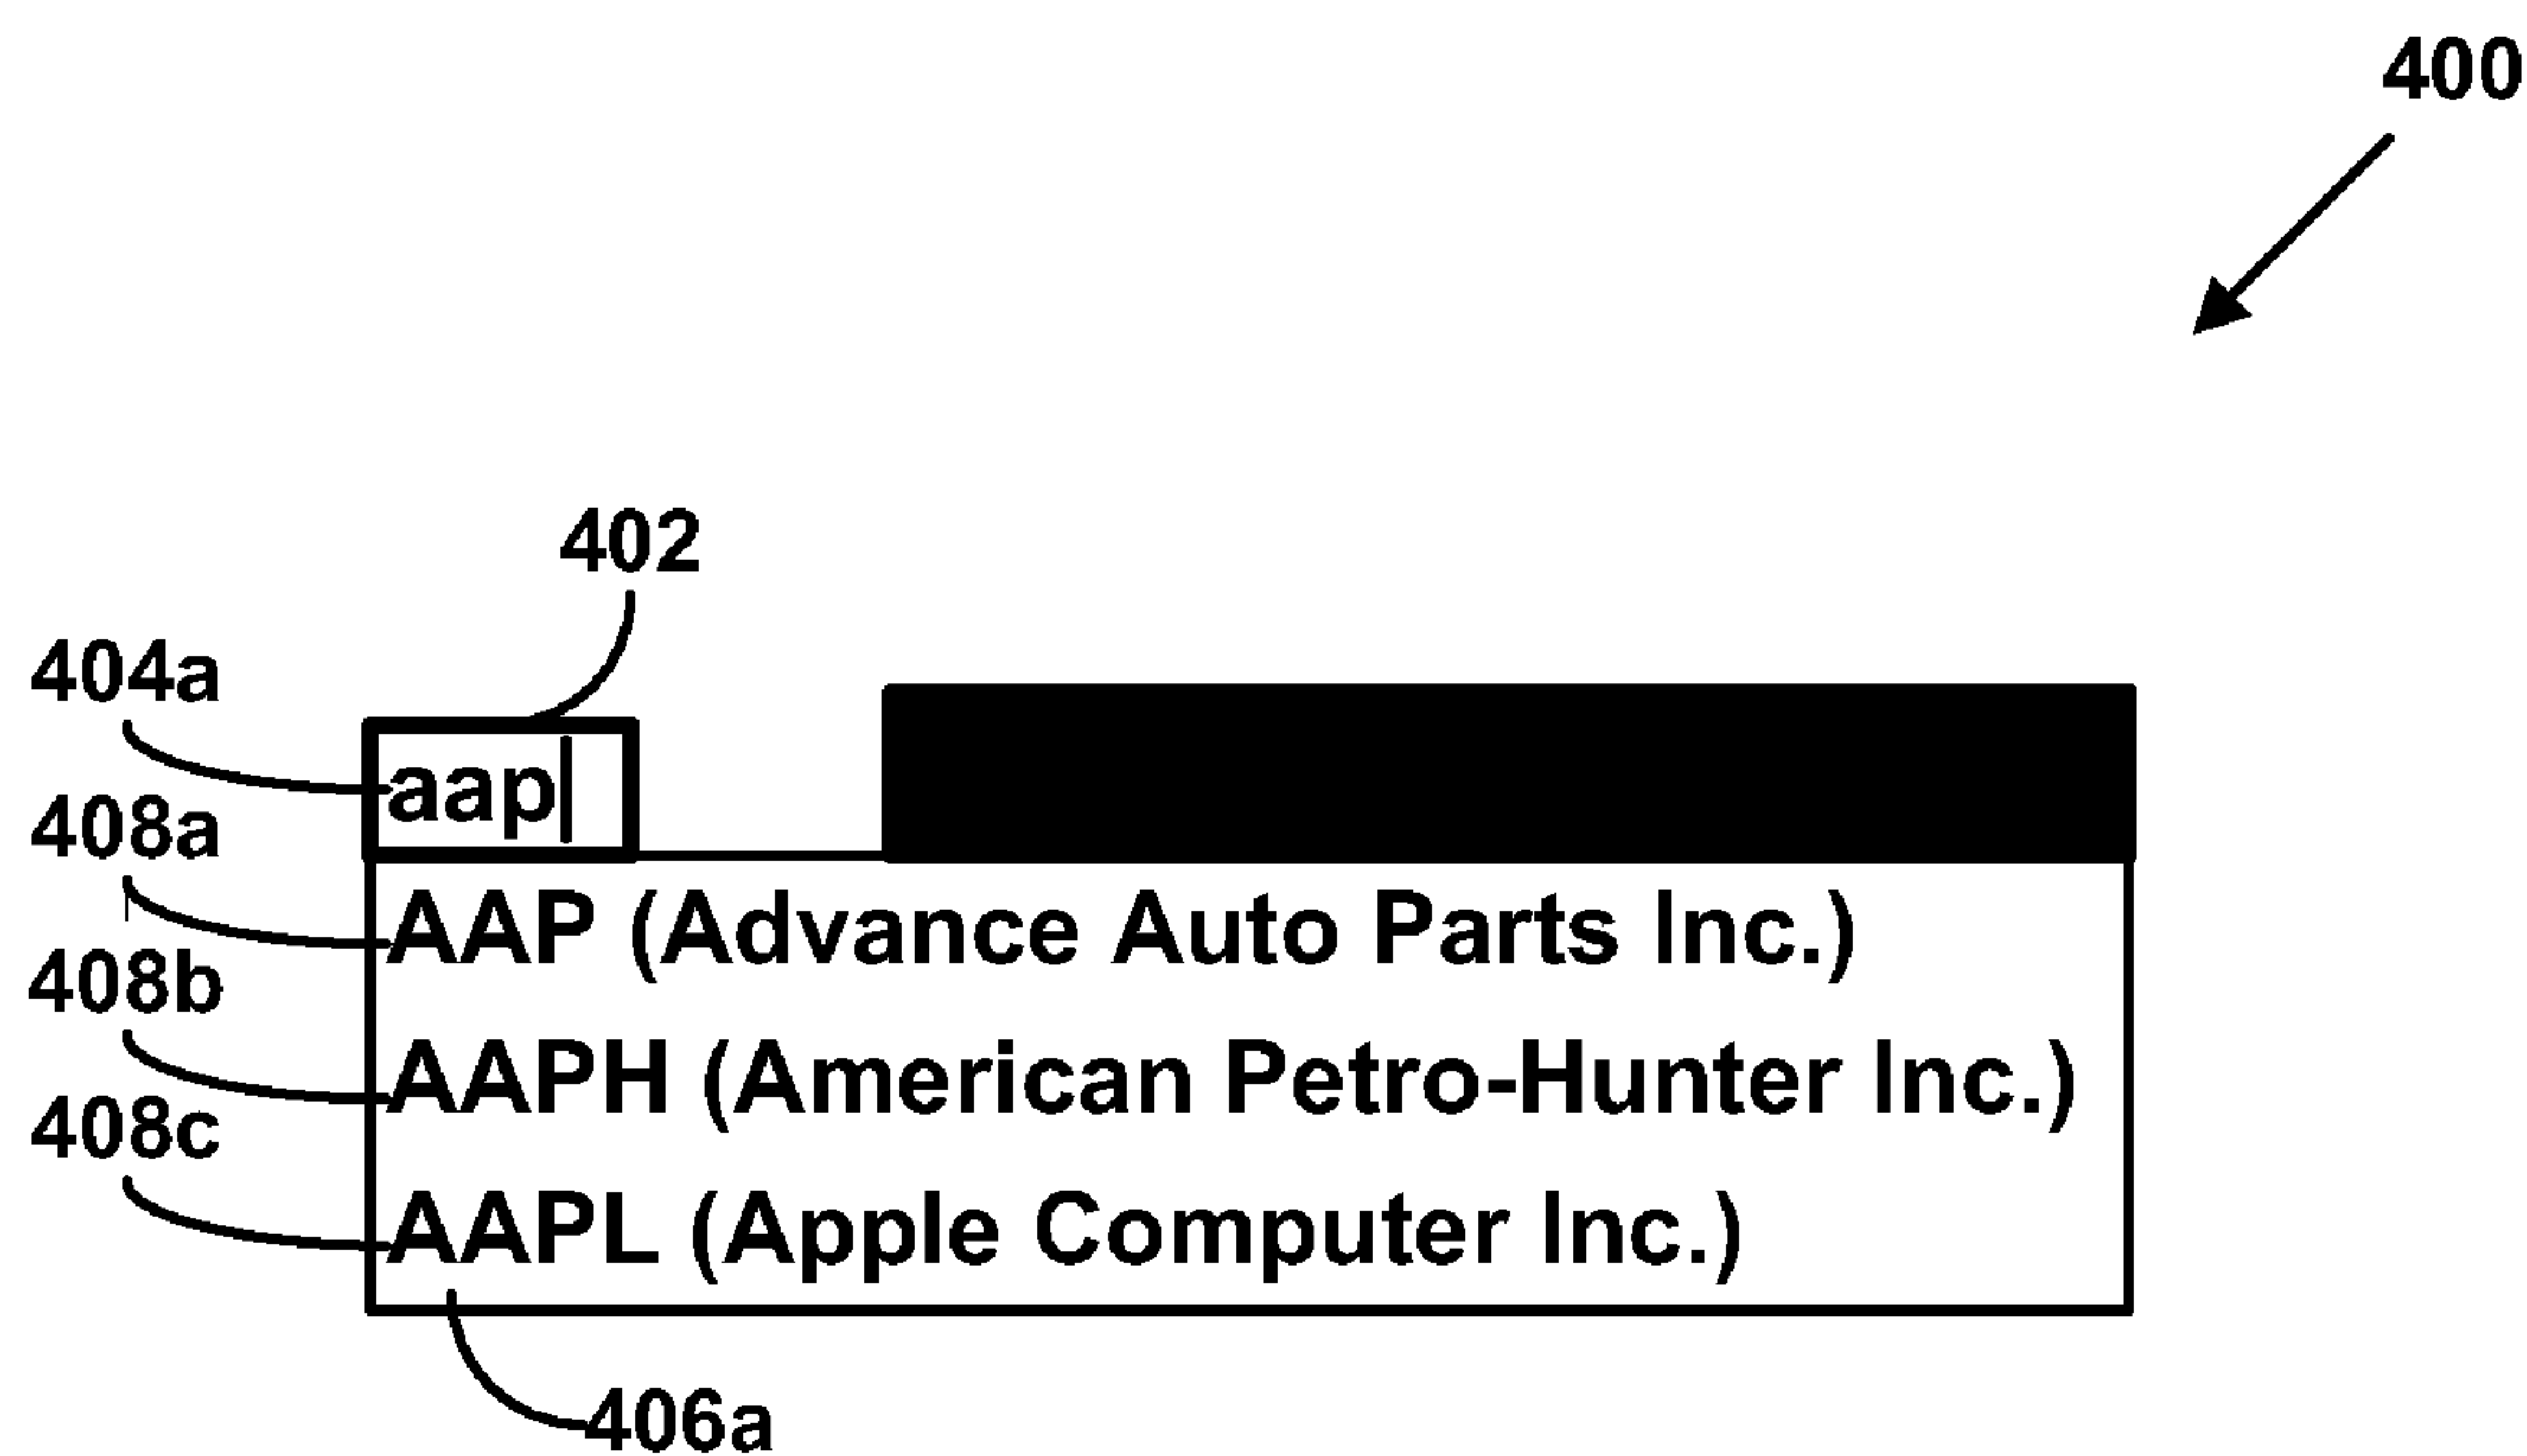 400
402
404a
aap
408a
AAP (Advance Auto Parts Inc.)
408b
AAPH (American Petro-Hunter Inc.)
408c
AAPL (Apple Computer Inc.)
406a